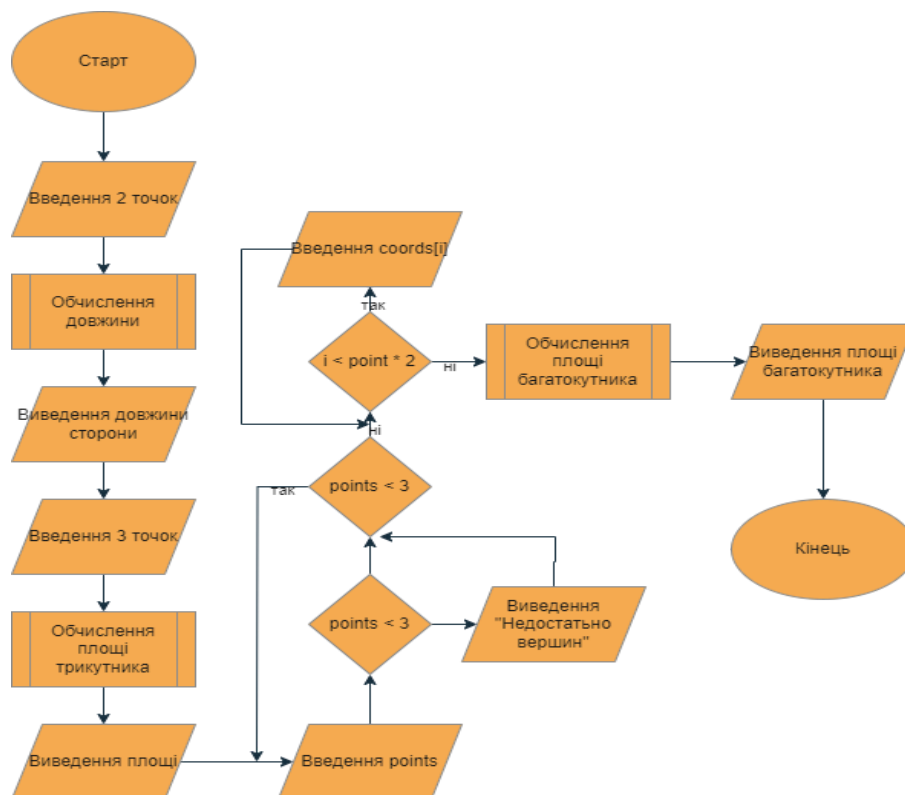 Старт
Введення 2 точок
Обчислення
довжини
Виведення довжини
сторони
Введення 3 точок
Обчислення
площі
трикутника
Виведення площі
Введення points
points < 3
Виведення
"Недостатьно
вершин"
points < 3
так
ні
i < point * 2
так
ні
Введення coords[i]
Обчислення
площі
багатокутника
Виведення площі
багатокутника
Кінець